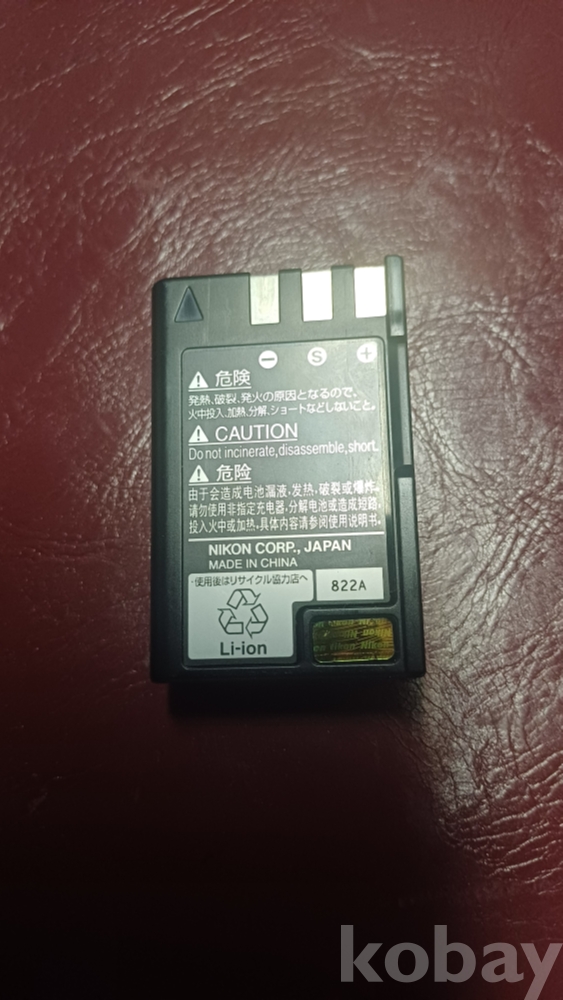 − S +
危険
発熱、破裂、発火の原因となるので、
火中投入、加熱、分解、ショートなどしないこと。
CAUTION
Do not incinerate, disassemble, short.
危险
由于会造成电池漏液,发热,破裂或爆炸。
请勿使用非指定充电器,分解电池或造成短路,
投入火中或加热,具体内容请参阅使用说明书。
NIKON CORP., JAPAN
MADE IN CHINA
・使用後はリサイクル協力店へ
822A
Li-ion
Nikon Nikon
kobay